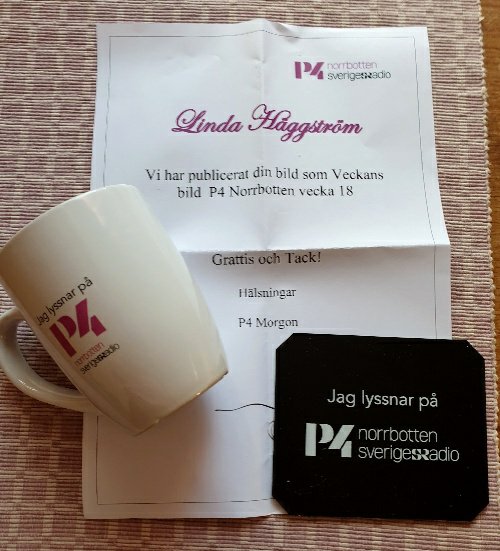 P4 norrbotten
sverigesradio
Linda Häggström
Vi har publicerat din bild som Veckans
bild P4 Norrbotten vecka 18
Grattis och Tack!
Hälsningar
P4 Morgon
Jag lyssnar på
P4
norrbotten
sverigesradio
Jag lyssnar på
P4 norrbotten
sverigesradio